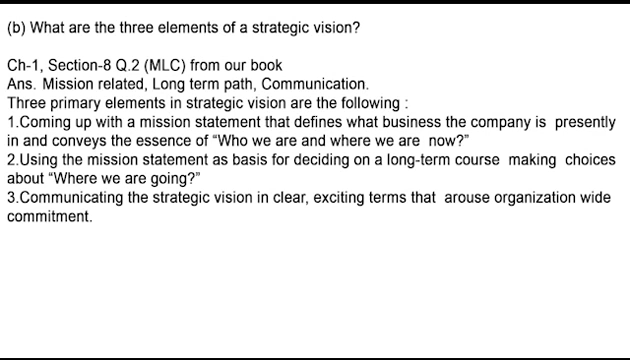 (b) What are the three elements of a strategic vision?
Ch-1, Section-8 Q.2 (MLC) from our book
Ans. Mission related, Long term path, Communication.
Three primary elements in strategic vision are the following :
1.Coming up with a mission statement that defines what business the company is presently
in and conveys the essence of “Who we are and where we are now?”
2.Using the mission statement as basis for deciding on a long-term course making choices
about “Where we are going?”
3.Communicating the strategic vision in clear, exciting terms that arouse organization wide
commitment.